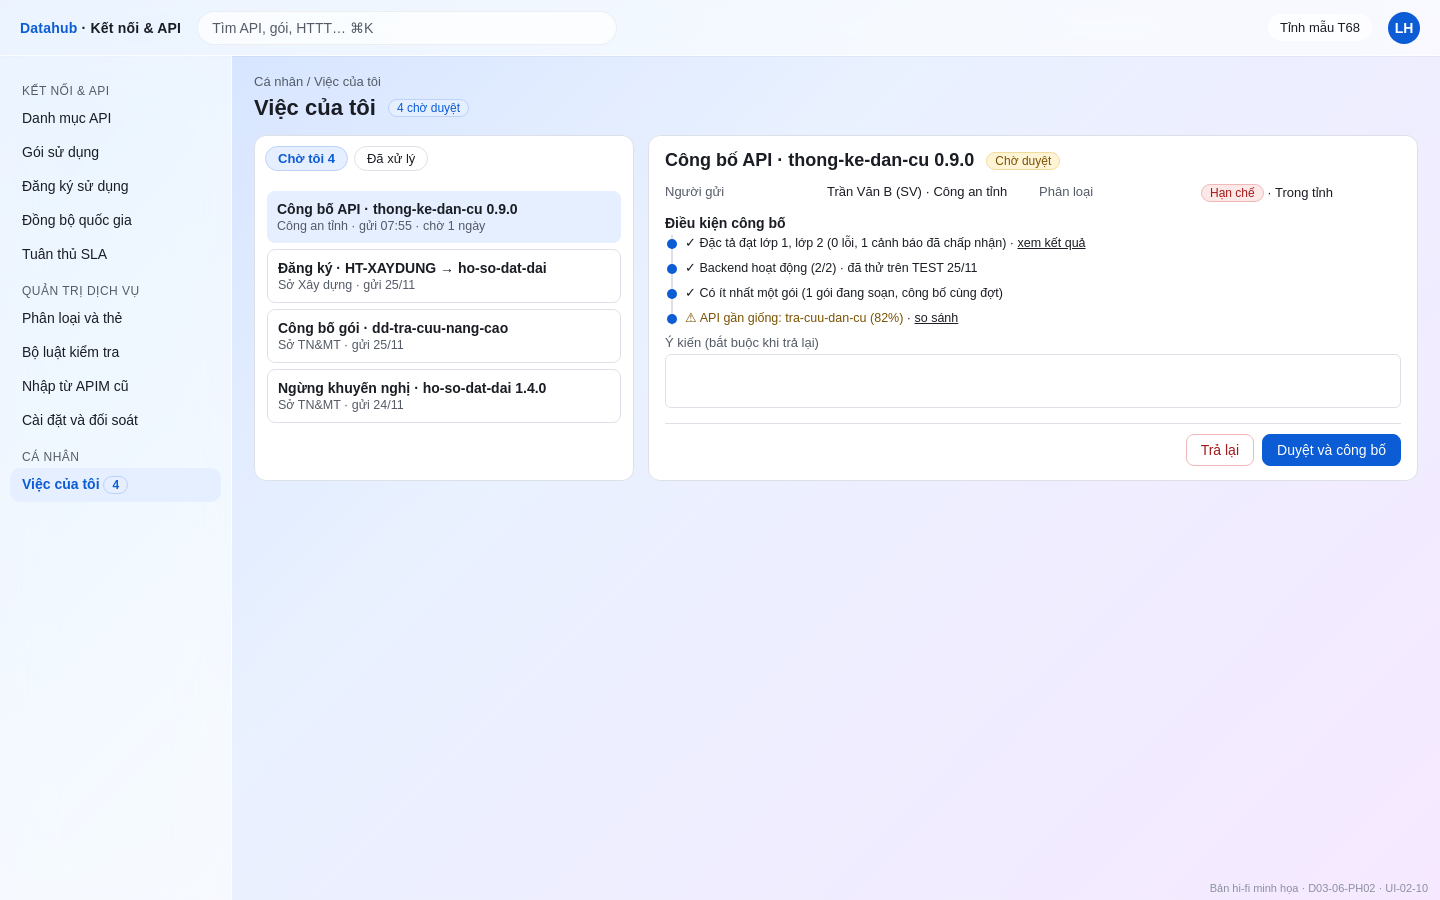 Datahub · Kết nối & API
Tìm API, gói, HTTT… ⌘K
Tỉnh mẫu T68
LH
KẾT NỐI & API
Danh mục API
Gói sử dụng
Đăng ký sử dụng
Đồng bộ quốc gia
Tuân thủ SLA
QUẢN TRỊ DỊCH VỤ
Phân loại và thẻ
Bộ luật kiểm tra
Nhập từ APIM cũ
Cài đặt và đối soát
CÁ NHÂN
Việc của tôi 4
Cá nhân / Việc của tôi
Việc của tôi 4 chờ duyệt
Chờ tôi 4 Đã xử lý
Công bố API · thong-ke-dan-cu 0.9.0
Công an tỉnh · gửi 07:55 · chờ 1 ngày
Đăng ký · HT-XAYDUNG → ho-so-dat-dai
Sở Xây dựng · gửi 25/11
Công bố gói · dd-tra-cuu-nang-cao
Sở TN&MT · gửi 25/11
Ngừng khuyến nghị · ho-so-dat-dai 1.4.0
Sở TN&MT · gửi 24/11
Công bố API · thong-ke-dan-cu 0.9.0 Chờ duyệt
Người gửi Trần Văn B (SV) · Công an tỉnh Phân loại Hạn chế · Trong tỉnh
Điều kiện công bố
✓ Đặc tả đạt lớp 1, lớp 2 (0 lỗi, 1 cảnh báo đã chấp nhận) · xem kết quả
✓ Backend hoạt động (2/2) · đã thử trên TEST 25/11
✓ Có ít nhất một gói (1 gói đang soạn, công bố cùng đợt)
⚠ API gần giống: tra-cuu-dan-cu (82%) · so sánh
Ý kiến (bắt buộc khi trả lại)
Trả lại Duyệt và công bố
Bản hi-fi minh họa · D03-06-PH02 · UI-02-10